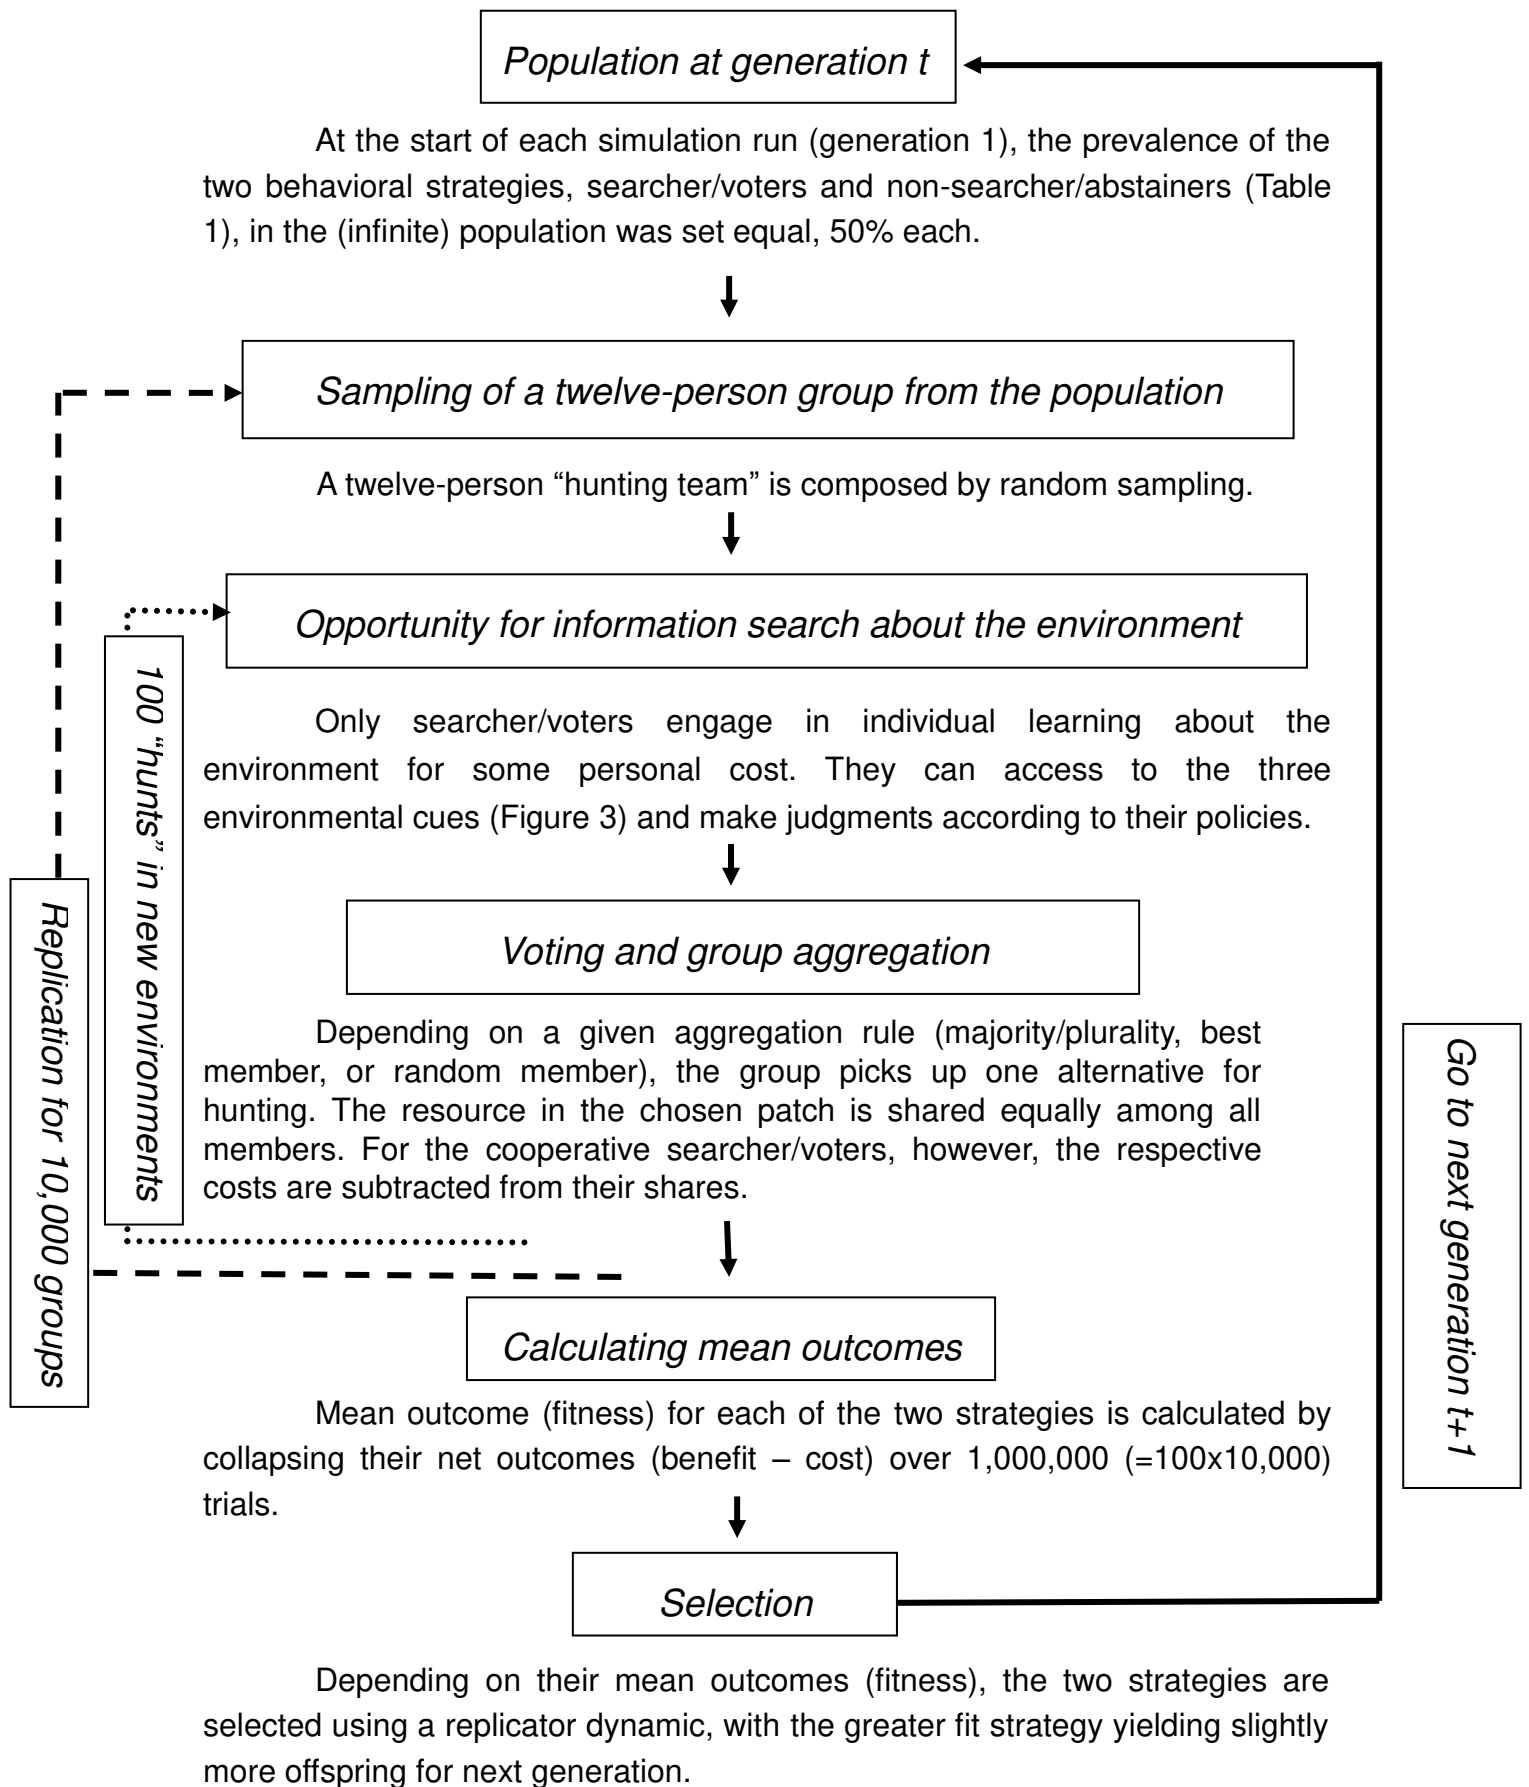 Population at generation t
At the start of each simulation run (generation 1), the prevalence of the
two behavioral strategies, searcher/voters and non-searcher/abstainers (Table
1), in the (infinite) population was set equal, 50% each.
Sampling of a twelve-person group from the population
A twelve-person “hunting team” is composed by random sampling.
Opportunity for information search about the environment
Only searcher/voters engage in individual learning about the
environment for some personal cost. They can access to the three
environmental cues (Figure 3) and make judgments according to their policies.
Voting and group aggregation
Depending on a given aggregation rule (majority/plurality, best
member, or random member), the group picks up one alternative for
hunting. The resource in the chosen patch is shared equally among all
members. For the cooperative searcher/voters, however, the respective
costs are subtracted from their shares.
100 “hunts” in new environments
Replication for 10,000 groups
Calculating mean outcomes
Mean outcome (fitness) for each of the two strategies is calculated by
collapsing their net outcomes (benefit – cost) over 1,000,000 (=100x10,000)
trials.
Selection
Depending on their mean outcomes (fitness), the two strategies are
selected using a replicator dynamic, with the greater fit strategy yielding slightly
more offspring for next generation.
Go to next generation t+1